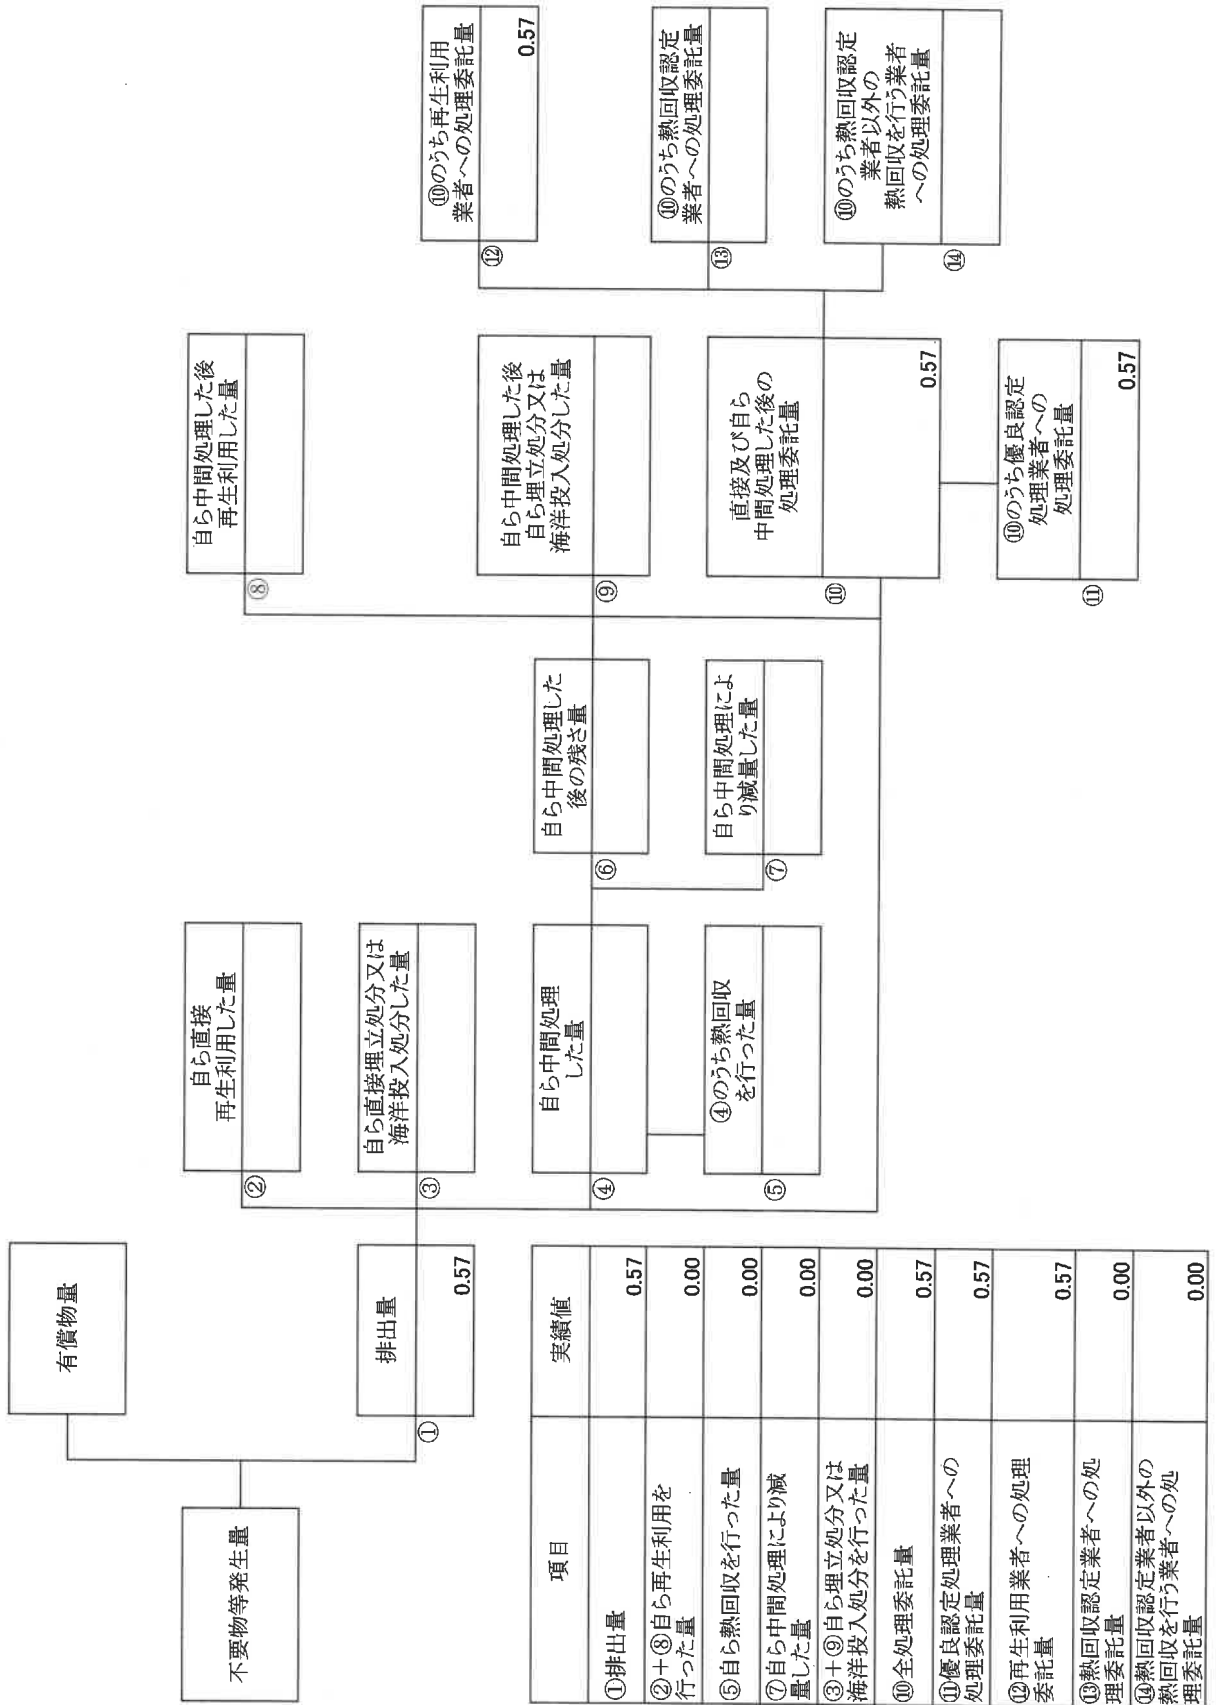 不要物等発生量
有償物量
①
排出量
0.57
②
自ら直接
再生利用した量
③
自ら直接埋立処分又は
海洋投入処分した量
④
自ら中間処理
した量
⑤
④のうち熱回収
を行った量
⑥
自ら中間処理した
後の残さ量
⑦
自ら中間処理によ
り減量した量
⑧
自ら中間処理した後
再生利用した量
⑨
自ら中間処理した後
自ら埋立処分又は
海洋投入処分した量
⑩
直接及び自ら
中間処理した後の
処理委託量
0.57
⑪
⑩のうち優良認定
処理業者への
処理委託量
0.57
⑫
⑩のうち再生利用
業者への処理委託量
0.57
⑬
⑩のうち熱回収認定
業者への処理委託量
⑭
⑩のうち熱回収認定
業者以外の
熱回収を行う業者
への処理委託量
項目 実績値
①排出量 0.57
②+⑧自ら再生利用を
行った量 0.00
⑤自ら熱回収を行った量 0.00
⑦自ら中間処理により減
量した量 0.00
③+⑨自ら埋立処分又は
海洋投入処分を行った量 0.00
⑩全処理委託量 0.57
⑪優良認定処理業者への
処理委託量 0.57
⑫再生利用業者への処理
委託量 0.57
⑬熱回収認定業者への処
理委託量 0.00
⑭熱回収認定業者以外の
熱回収を行う業者への処
理委託量 0.00